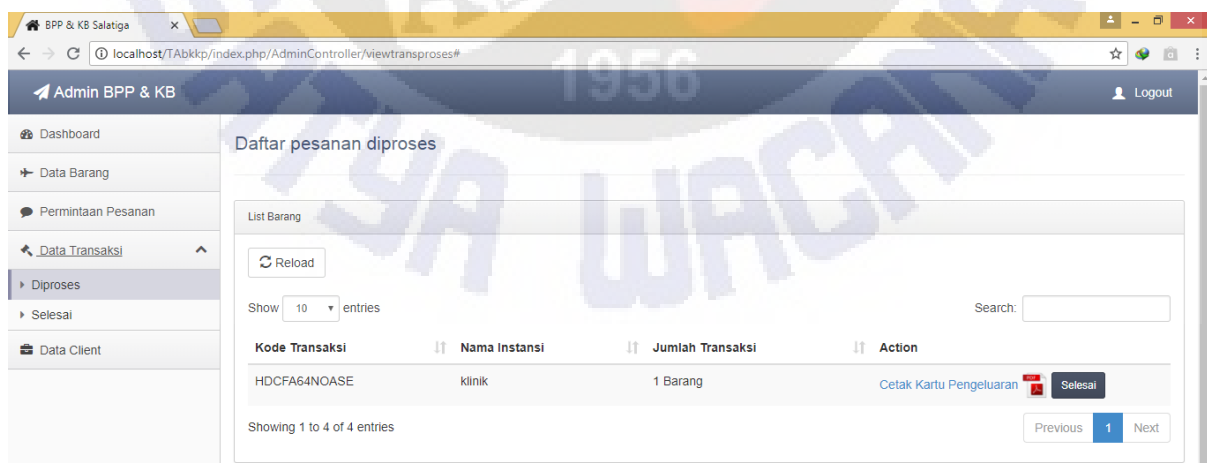 BPP & KB Salatiga
localhost/TAbkkp/index.php/AdminController/viewtransproses#
1956
Admin BPP & KB
Logout
Dashboard
Daftar pesanan diproses
Data Barang
Permintaan Pesanan
List Barang
Data Transaksi
Reload
Diproses
Show 10 entries
Search:
Selesai
Data Client
Kode Transaksi
Nama Instansi
Jumlah Transaksi
Action
HDCFA64NOASE
klinik
1 Barang
Cetak Kartu Pengeluaran
PDF
Selesai
Showing 1 to 4 of 4 entries
Previous 1 Next
TYA WACANA